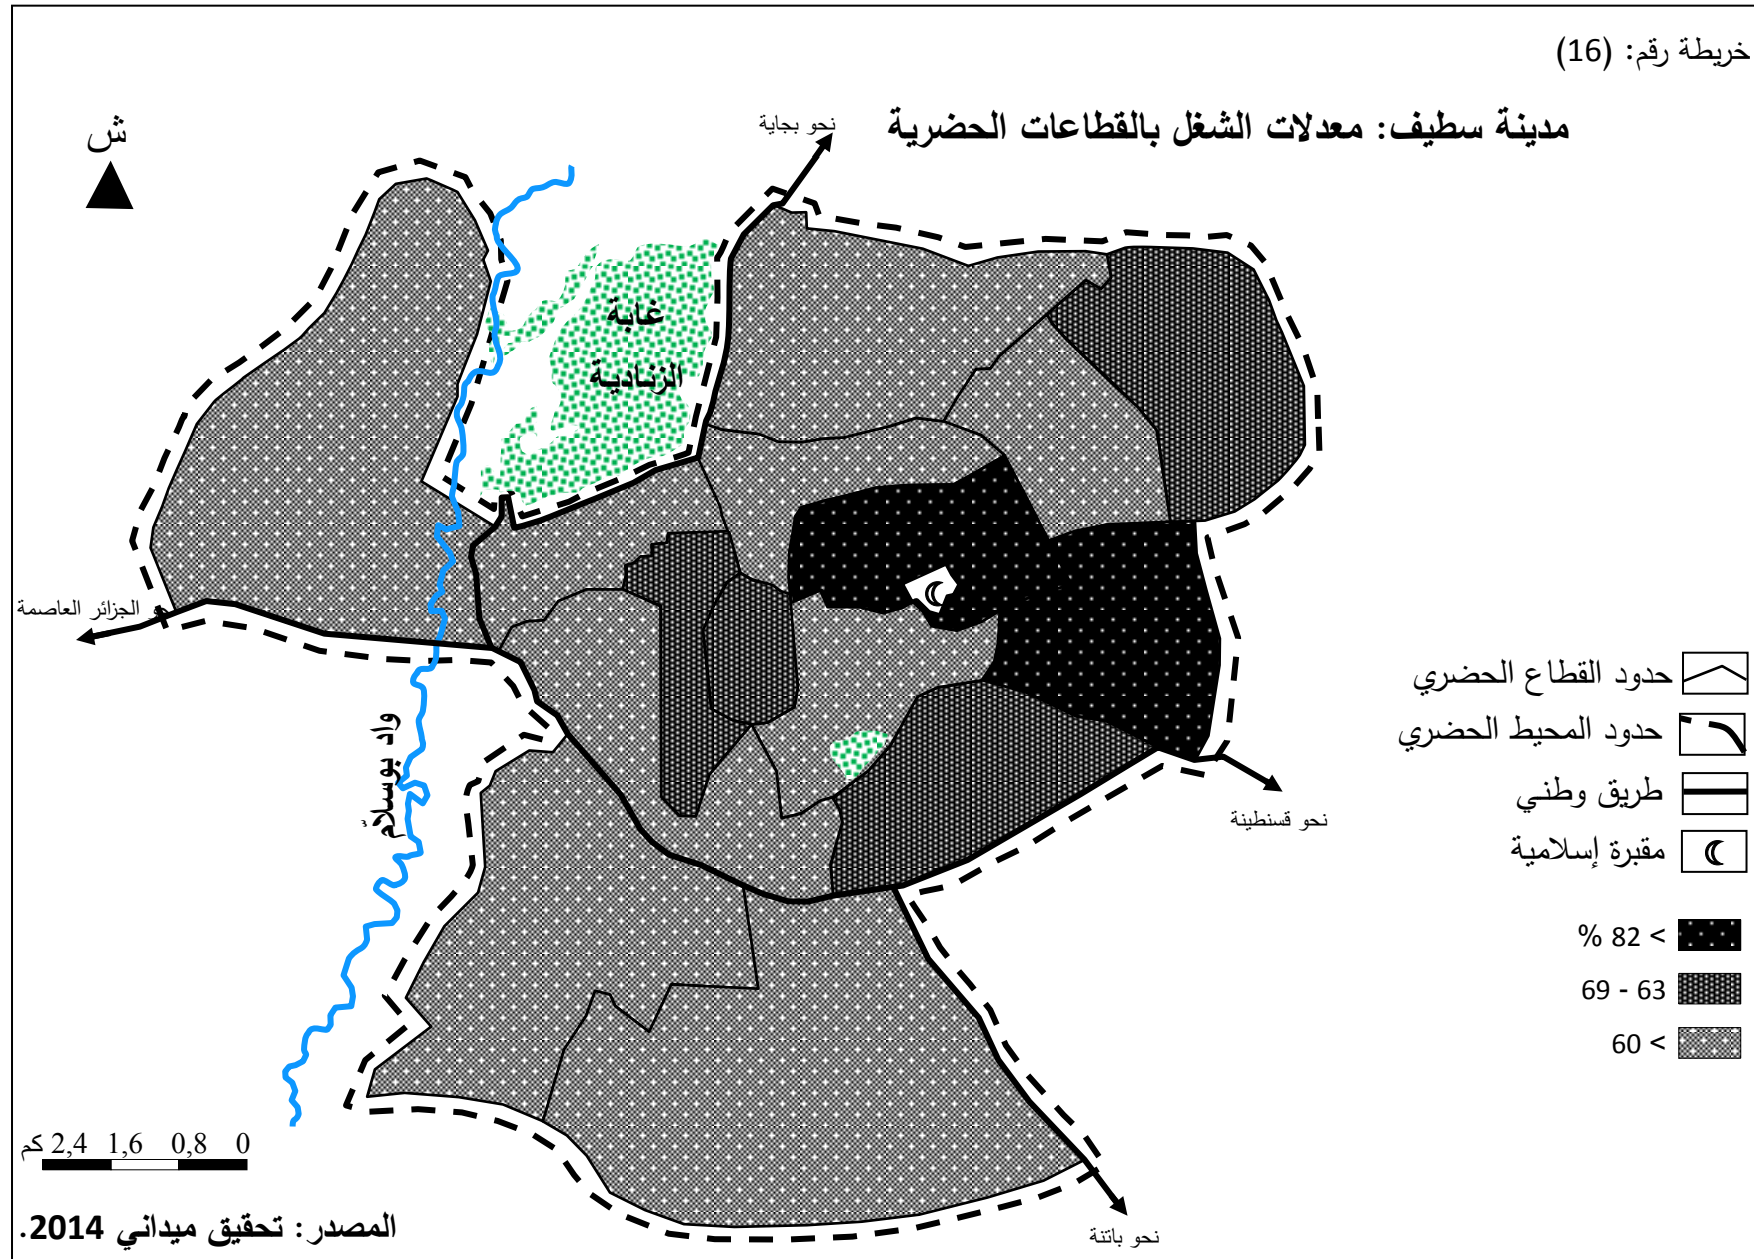 خريطة رقم: (16)
مدينة سطيف: معدلات الشغل بالقطاعات الحضرية
نحو بجاية
ش
غابة
الزنادية
الجزائر العاصمة
واد بوسلامّ
نحو قسنطينة
نحو باتنة
حدود القطاع الحضري
حدود المحيط الحضري
طريق وطني
مقبرة إسلامية
% 82 <
69 - 63
60 >
2,4 1,6 0,8 0 كم
المصدر: تحقيق ميداني 2014.